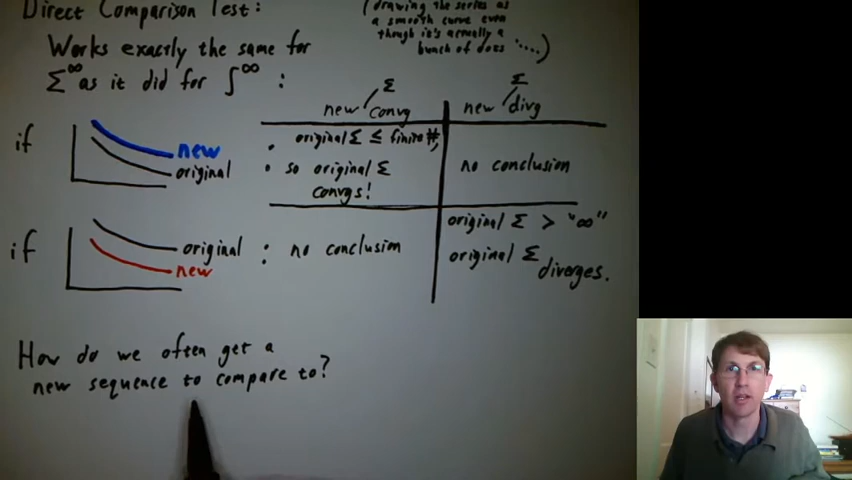 Direct Comparison Test:
(drawing the series as
a smooth curve even
though it's actually a
bunch of dots .....)
Works exactly the same for
Σ^∞ as it did for ∫^∞ :
new Σ convg
new Σ divg
if
new
original
• original Σ ≤ finite #,
• so original Σ
convgs!
no conclusion
if
original
new
: no conclusion
original Σ > "∞"
original Σ
diverges.
How do we often get a
new sequence to compare to?